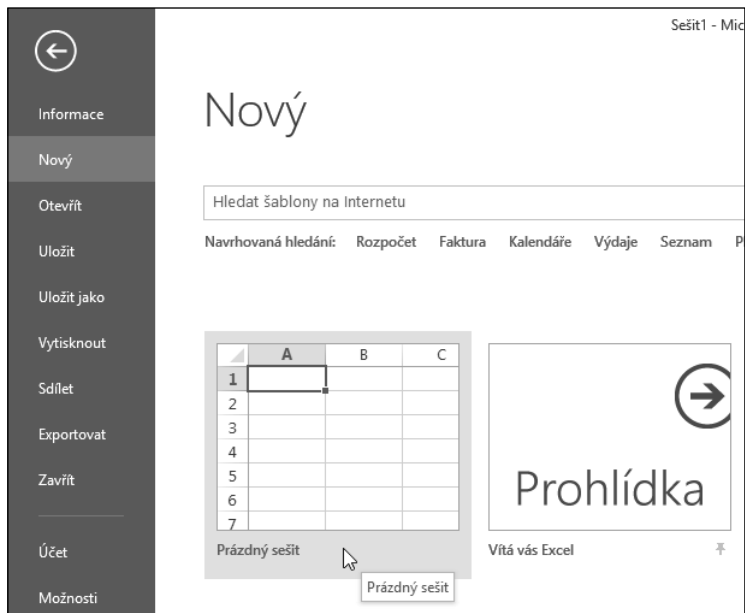 Sešit1 - Mic
Informace
Nový
Otevřít
Uložit
Uložit jako
Vytisknout
Sdílet
Exportovat
Zavřít
Účet
Možnosti
Nový
Hledat šablony na Internetu
Navrhovaná hledání: Rozpočet Faktura Kalendáře Výdaje Seznam P
A B C
1
2
3
4
5
6
7
Prázdný sešit
Prázdný sešit
Prohlídka
Vítá vás Excel